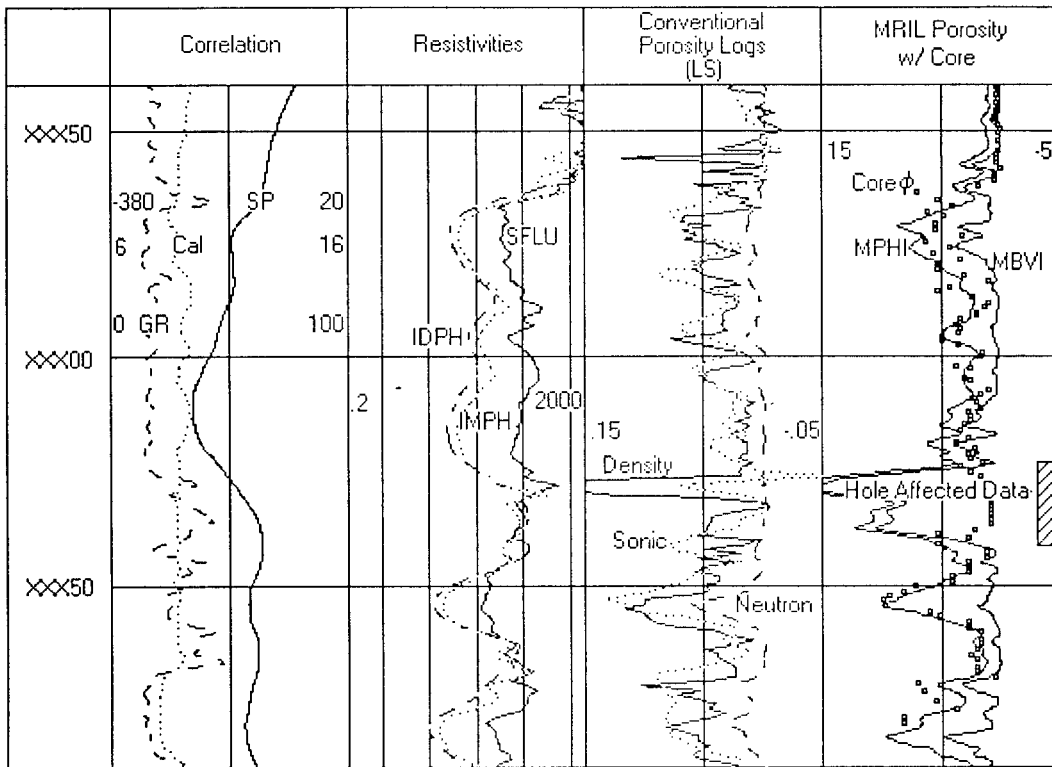 Correlation
Resistivities
Conventional
Porosity Logs
(LS)
MRIL Porosity
w/ Core
XXX50
15
-5
Core ϕ
-380 SP 20
6 Cal 16
SFLU
MPHI
MBVI
0 GR 100
IDPH
XXX00
.2
2000
IMPH
.15
-.05
Density
Hole Affected Data
Sonic
XXX50
Neutron